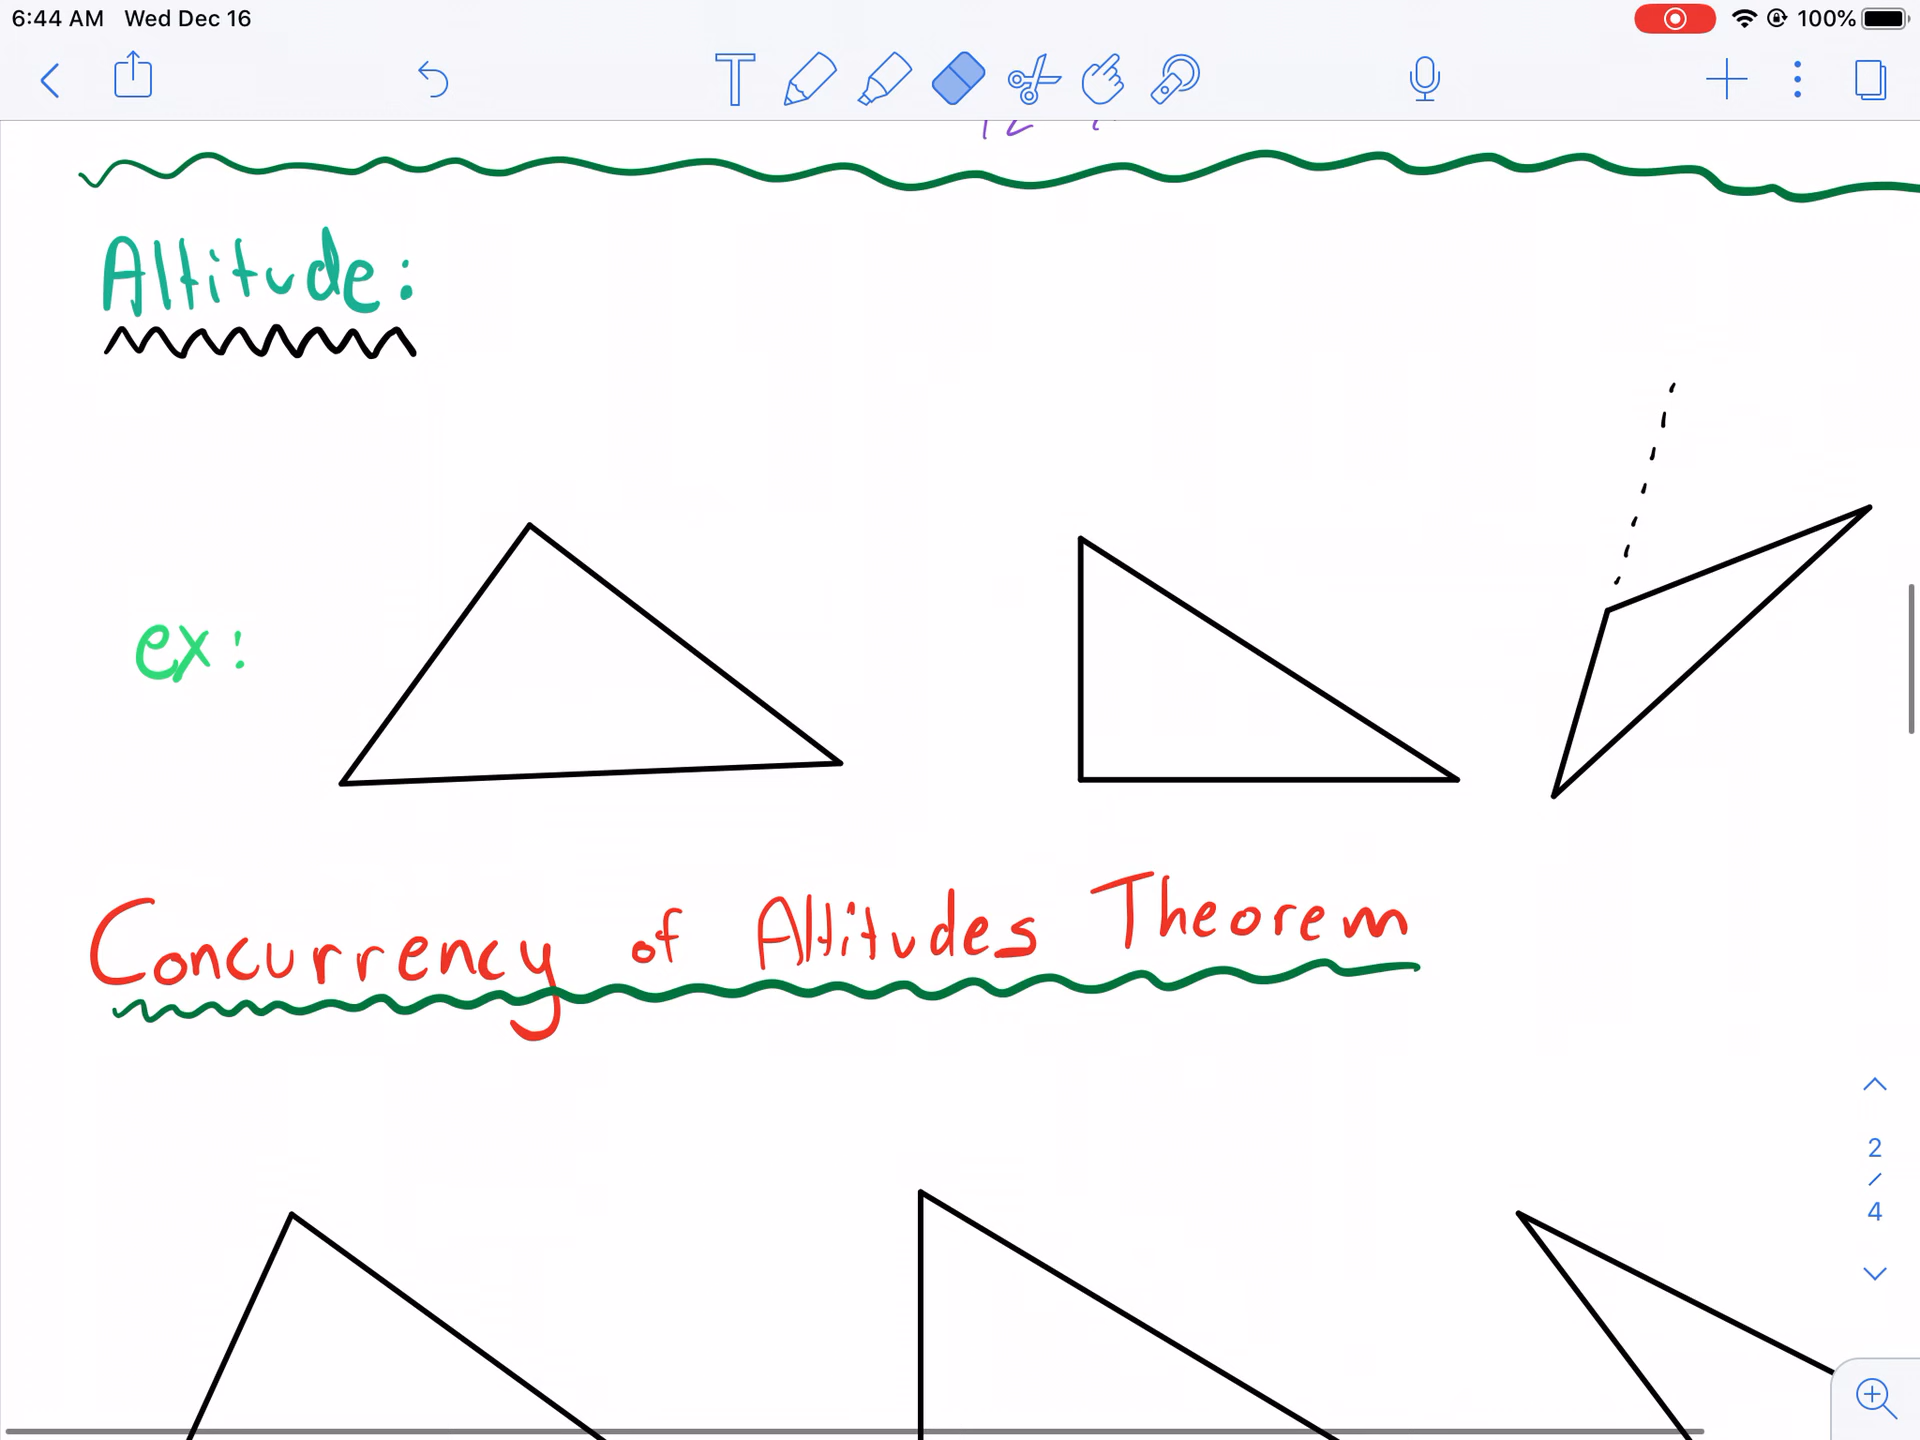 6:44 AM Wed Dec 16
100%
T
Altitude:
ex:
Concurrency of Altitudes Theorem
2
/
4